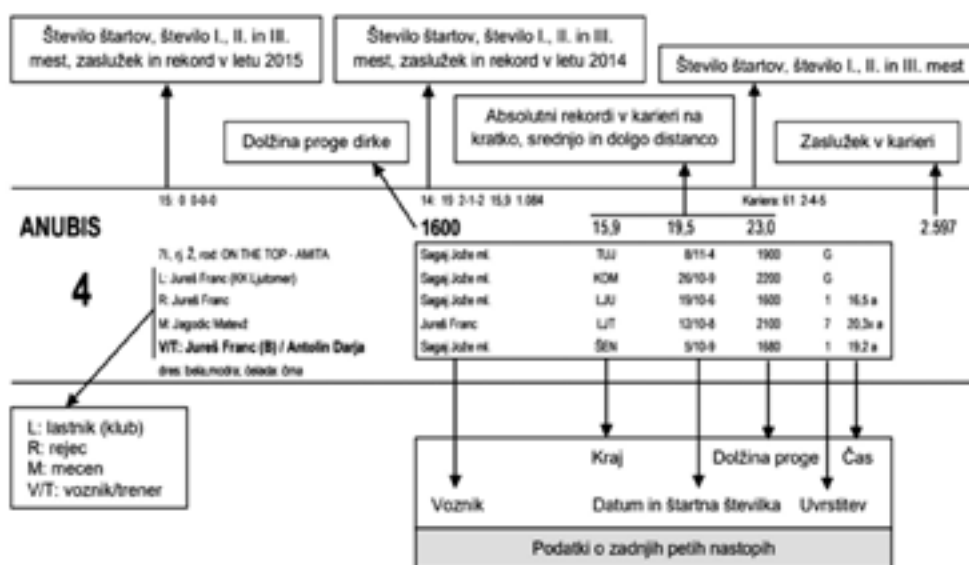 Število štartov, število I., II. in III.
mest, zaslužek in rekord v letu 2015
Število štartov, število I., II. in III.
mest, zaslužek in rekord v letu 2014
Število štartov, število I., II. in III. mest
Dolžina proge dirke
Absolutni rekordi v karieri na
kratko, srednjo in dolgo distanco
Zaslužek v karieri
15: 0 0-0-0
14: 19 2-1-2 15,9 1.084
Kariera: 61 2-4-5
ANUBIS
1600
15,9 19,5 23,0
2.597
4
7l, rj. Ž, rod: ON THE TOP - AMITA
L: Jureš Franc (KK Ljutomer)
R: Jureš Franc
M: Jagodic Matevž
V/T: Jureš Franc (B) / Antolin Darja
dres: bela,modra; čelada: črna
Sagaj Jože ml. TUJ 8/11-4 1900 G
Sagaj Jože ml. KOM 26/10-9 2200 G
Sagaj Jože ml. LJU 19/10-6 1600 1 16,5 a
Jureš Franc LJT 12/10-8 2100 7 20,3x a
Sagaj Jože ml. ŠEN 5/10-9 1680 1 19,2 a
L: lastnik (klub)
R: rejec
M: mecen
V/T: voznik/trener
Kraj Dolžina proge Čas
Voznik Datum in štartna številka Uvrstitev
Podatki o zadnjih petih nastopih